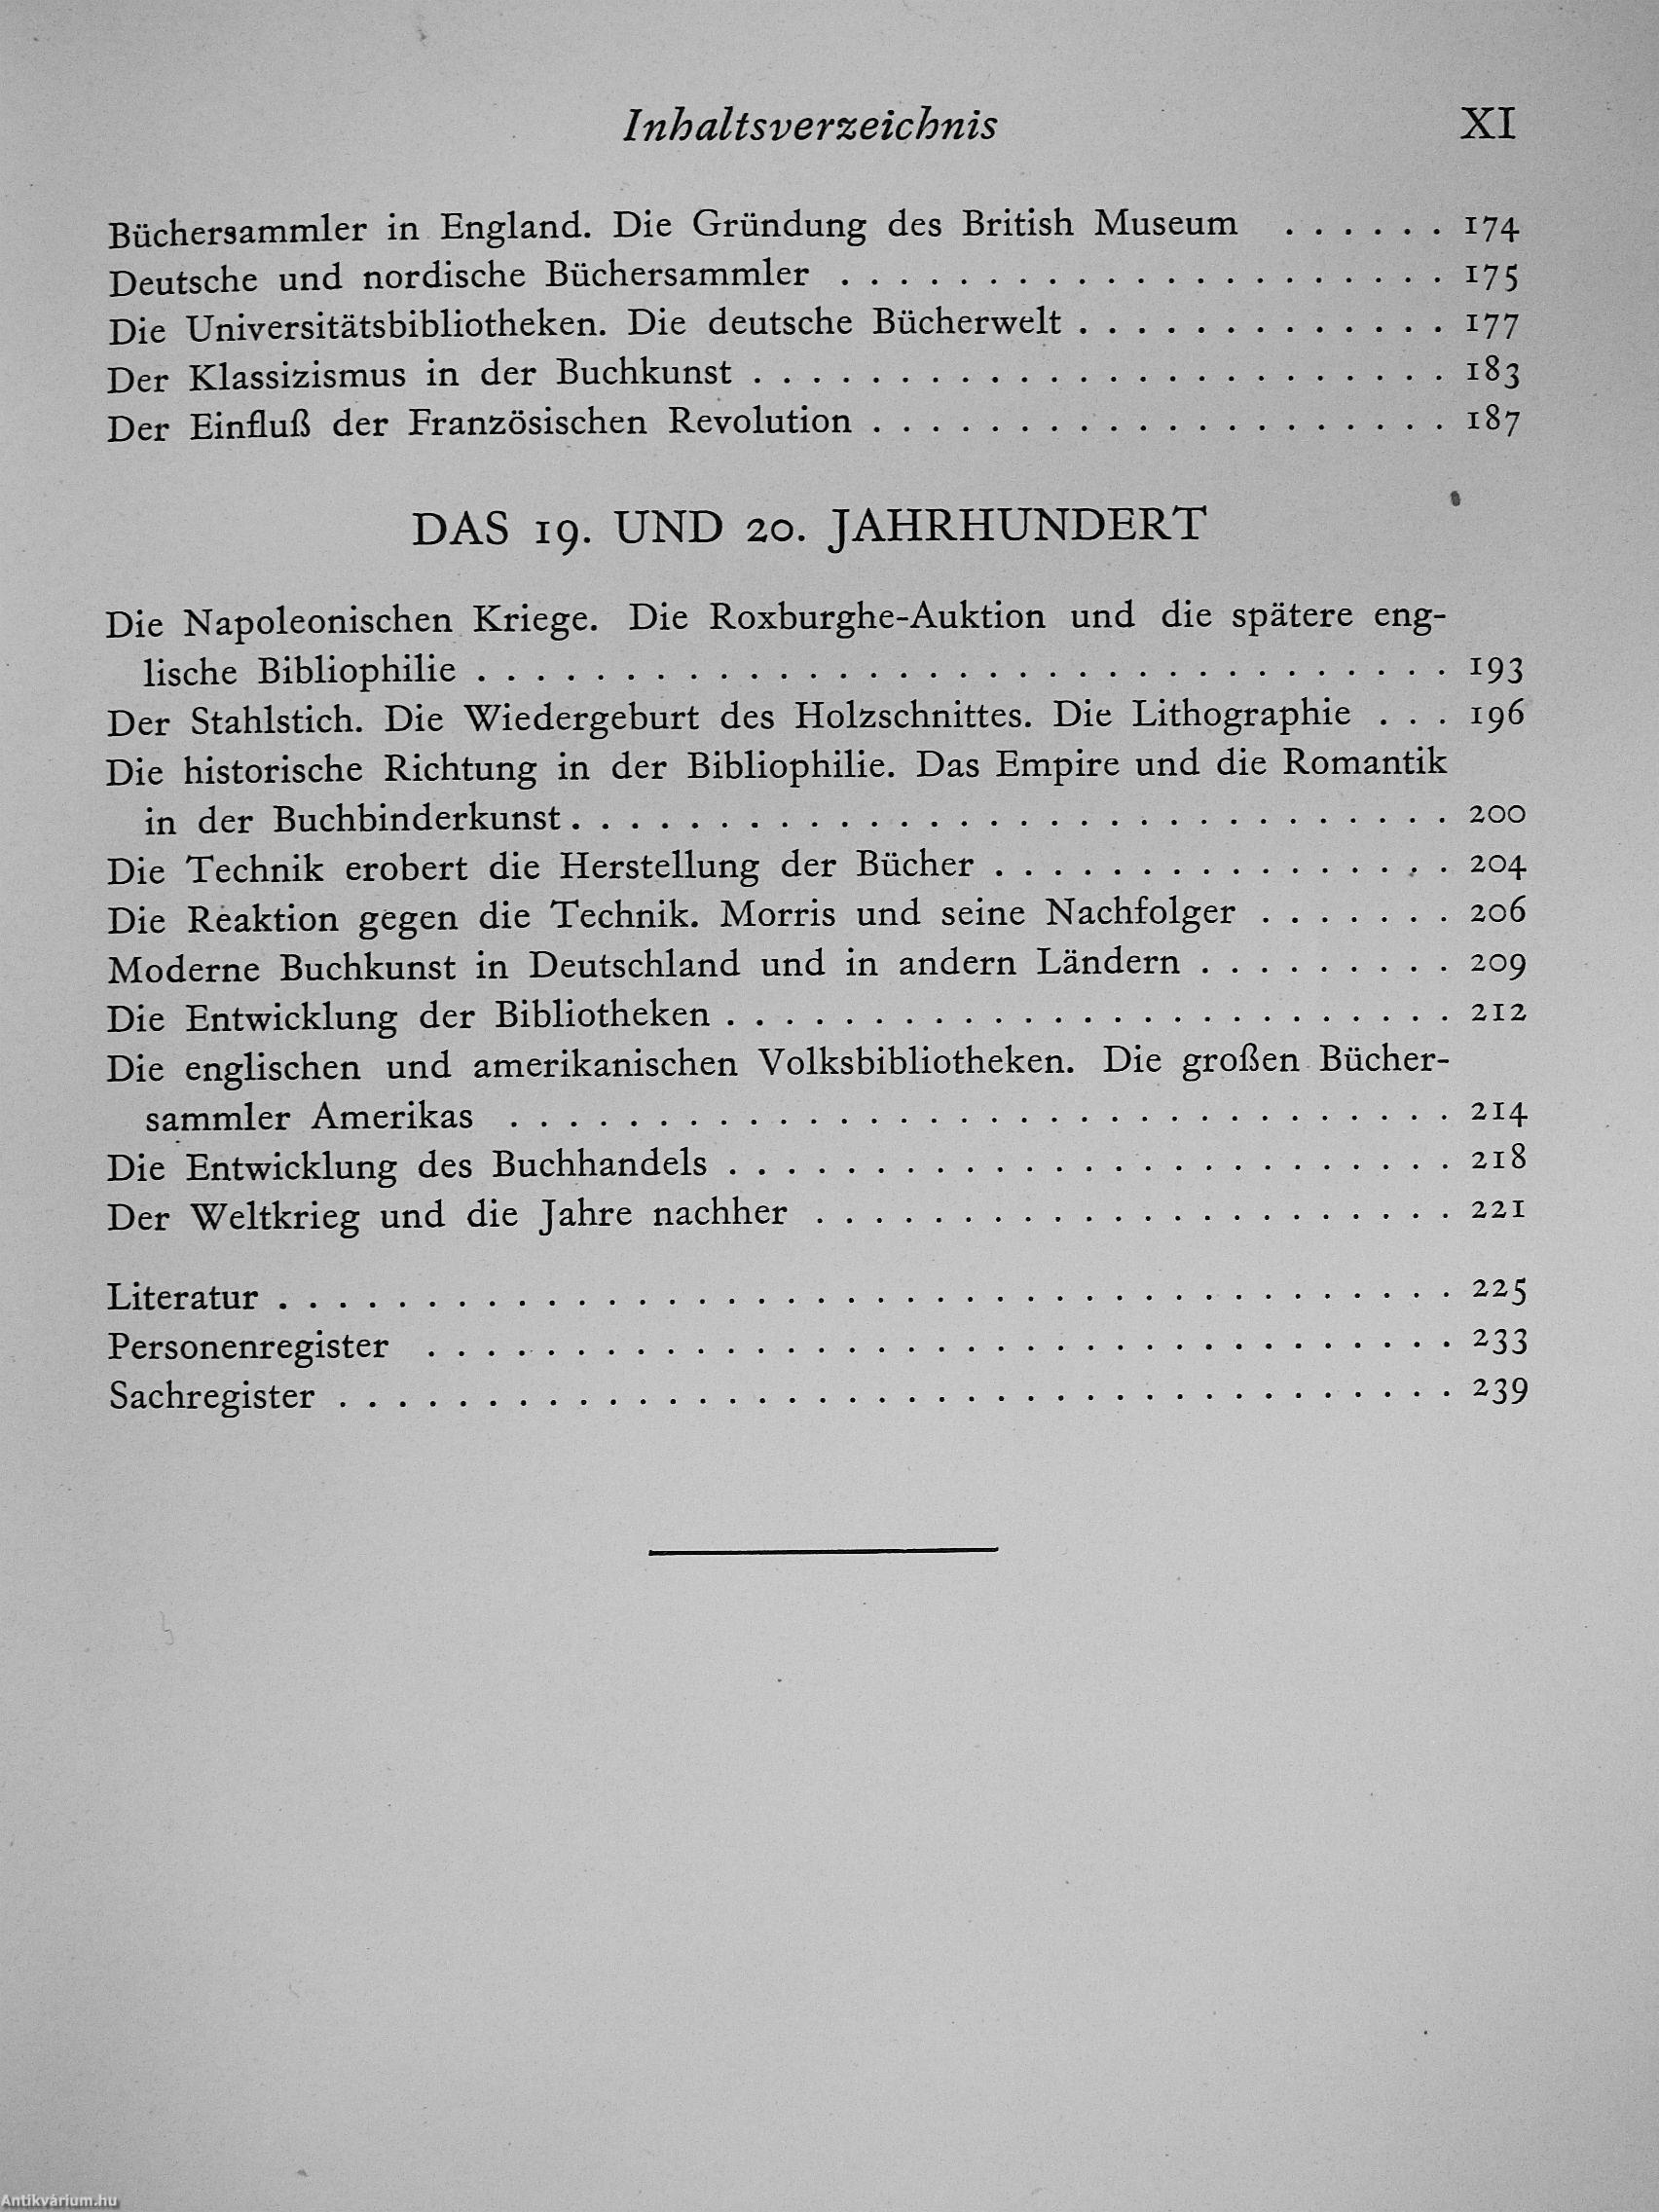 Inhaltsverzeichnis XI
Büchersammler in England. Die Gründung des British Museum . . . . . . 174
Deutsche und nordische Büchersammler . . . . . . . . . . . . . . . . . . . . . 175
Die Universitätsbibliotheken. Die deutsche Bücherwelt . . . . . . . . . . . . . 177
Der Klassizismus in der Buchkunst . . . . . . . . . . . . . . . . . . . . . . . . 183
Der Einfluß der Französischen Revolution . . . . . . . . . . . . . . . . . . . . 187
DAS 19. UND 20. JAHRHUNDERT
Die Napoleonischen Kriege. Die Roxburghe-Auktion und die spätere eng-
lische Bibliophilie . . . . . . . . . . . . . . . . . . . . . . . . . . . . . . . . . 193
Der Stahlstich. Die Wiedergeburt des Holzschnittes. Die Lithographie . . . 196
Die historische Richtung in der Bibliophilie. Das Empire und die Romantik
in der Buchbinderkunst . . . . . . . . . . . . . . . . . . . . . . . . . . . . . . 200
Die Technik erobert die Herstellung der Bücher . . . . . . . . . . . . . . . . 204
Die Reaktion gegen die Technik. Morris und seine Nachfolger . . . . . . . 206
Moderne Buchkunst in Deutschland und in andern Ländern . . . . . . . . . 209
Die Entwicklung der Bibliotheken . . . . . . . . . . . . . . . . . . . . . . . . . 212
Die englischen und amerikanischen Volksbibliotheken. Die großen Bücher-
sammler Amerikas . . . . . . . . . . . . . . . . . . . . . . . . . . . . . . . . 214
Die Entwicklung des Buchhandels . . . . . . . . . . . . . . . . . . . . . . . . . 218
Der Weltkrieg und die Jahre nachher . . . . . . . . . . . . . . . . . . . . . . 221
Literatur . . . . . . . . . . . . . . . . . . . . . . . . . . . . . . . . . . . . . . . . 225
Personenregister . . . . . . . . . . . . . . . . . . . . . . . . . . . . . . . . . . . 233
Sachregister . . . . . . . . . . . . . . . . . . . . . . . . . . . . . . . . . . . . . . 239
Antikvárium.hu